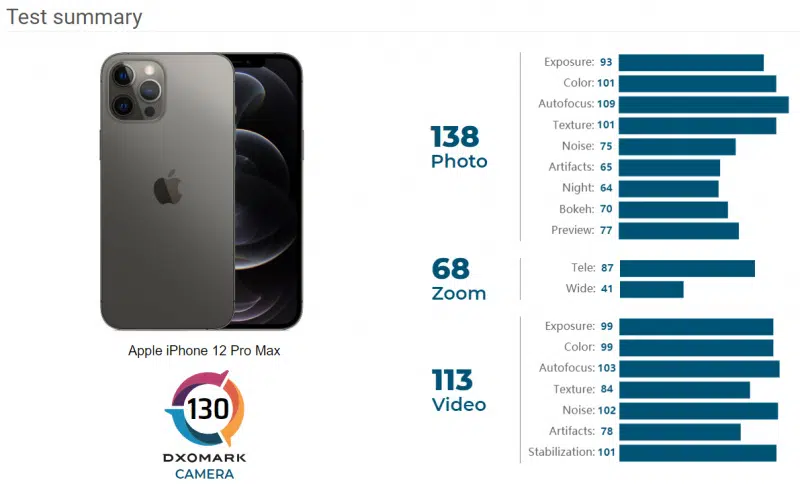 Test summary
Apple iPhone 12 Pro Max
130
DXOMARK
CAMERA
138
Photo
Exposure: 93
Color: 101
Autofocus: 109
Texture: 101
Noise: 75
Artifacts: 65
Night: 64
Bokeh: 70
Preview: 77
68
Zoom
Tele: 87
Wide: 41
113
Video
Exposure: 99
Color: 99
Autofocus: 103
Texture: 84
Noise: 102
Artifacts: 78
Stabilization: 101